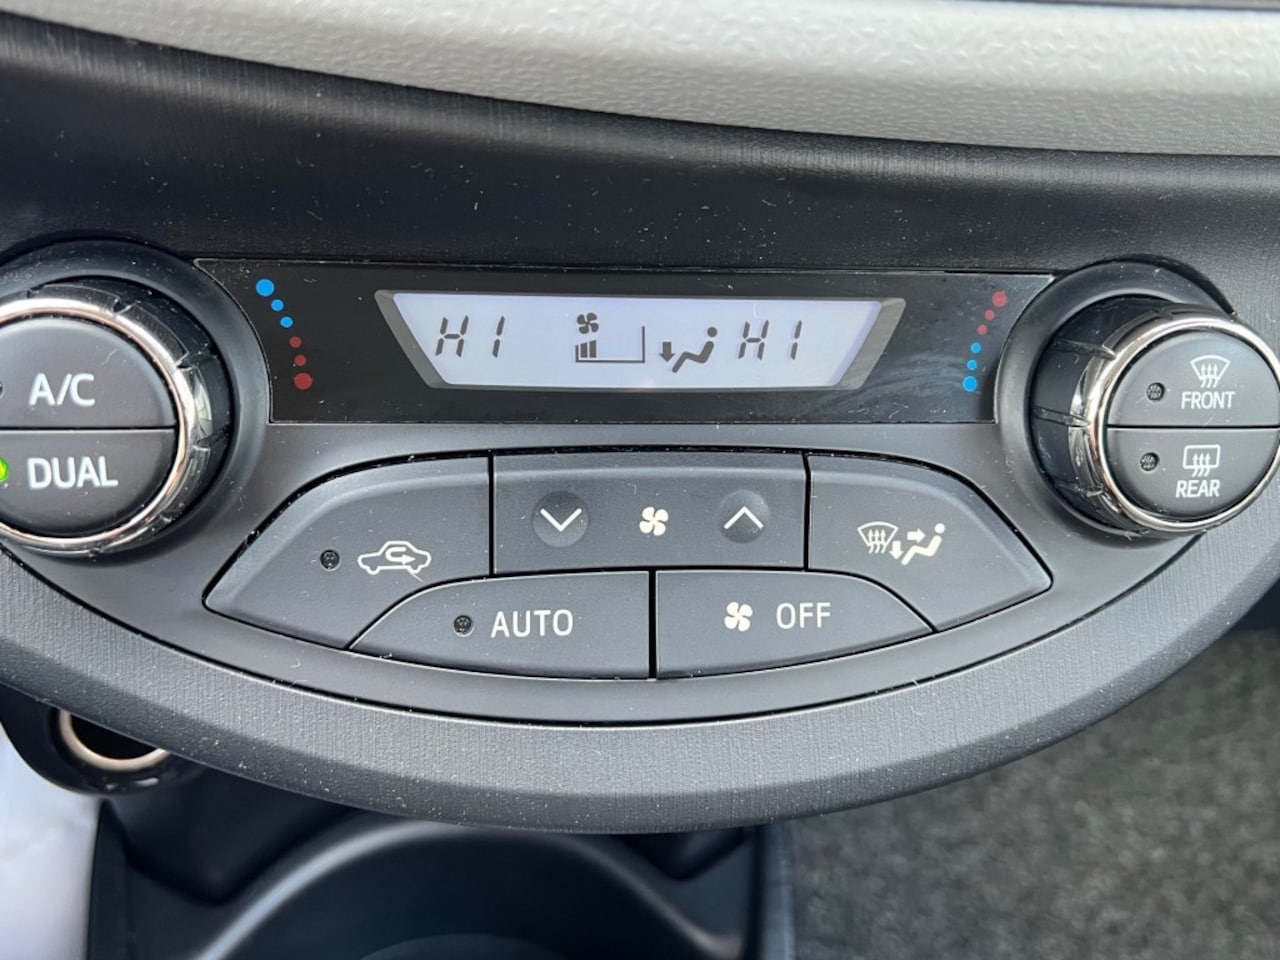 HI HI
A/C
DUAL
FRONT
REAR
AUTO
OFF